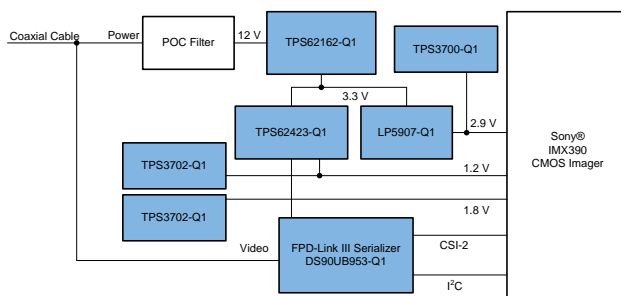 Coaxial Cable
Power
POC Filter
12 V
TPS62162-Q1
TPS3700-Q1
3.3 V
TPS62423-Q1
LP5907-Q1
2.9 V
Sony®
IMX390
CMOS Imager
TPS3702-Q1
1.2 V
TPS3702-Q1
1.8 V
Video
FPD-Link III Serializer
DS90UB953-Q1
CSI-2
I²C